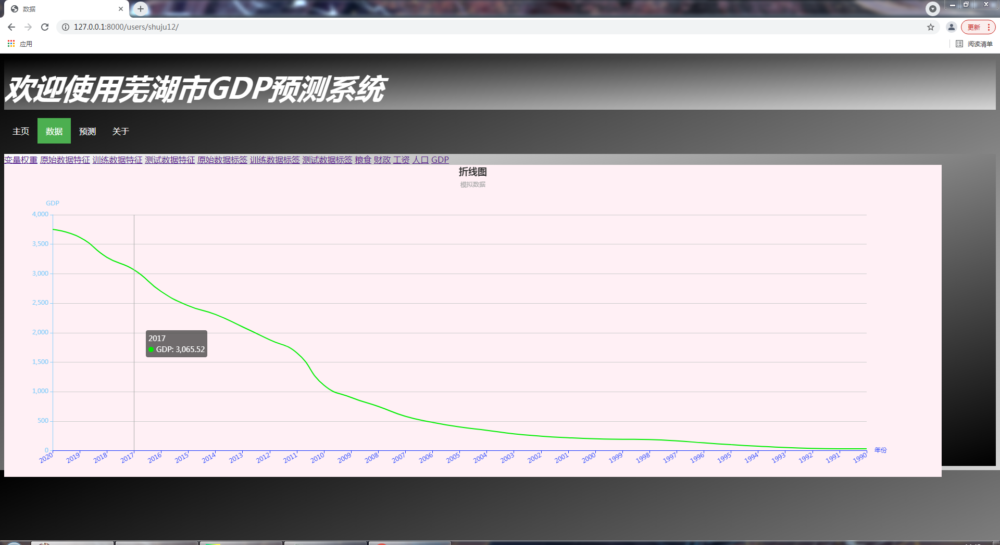 数据
127.0.0.1:8000/users/shuju12/
更新
应用
阅读清单
欢迎使用芜湖市GDP预测系统
主页 数据 预测 关于
变量权重 原始数据特征 训练数据特征 测试数据特征 原始数据标签 训练数据标签 测试数据标签 粮食 财政 工资 人口 GDP
折线图
模拟数据
GDP
4,000
3,500
3,000
2,500
2,000
1,500
1,000
500
0
2017
GDP: 3,065.52
2020 2019 2018 2017 2016 2015 2014 2013 2012 2011 2010 2009 2008 2007 2006 2005 2004 2003 2002 2001 2000 1999 1998 1997 1996 1995 1994 1993 1992 1991 1990
年份